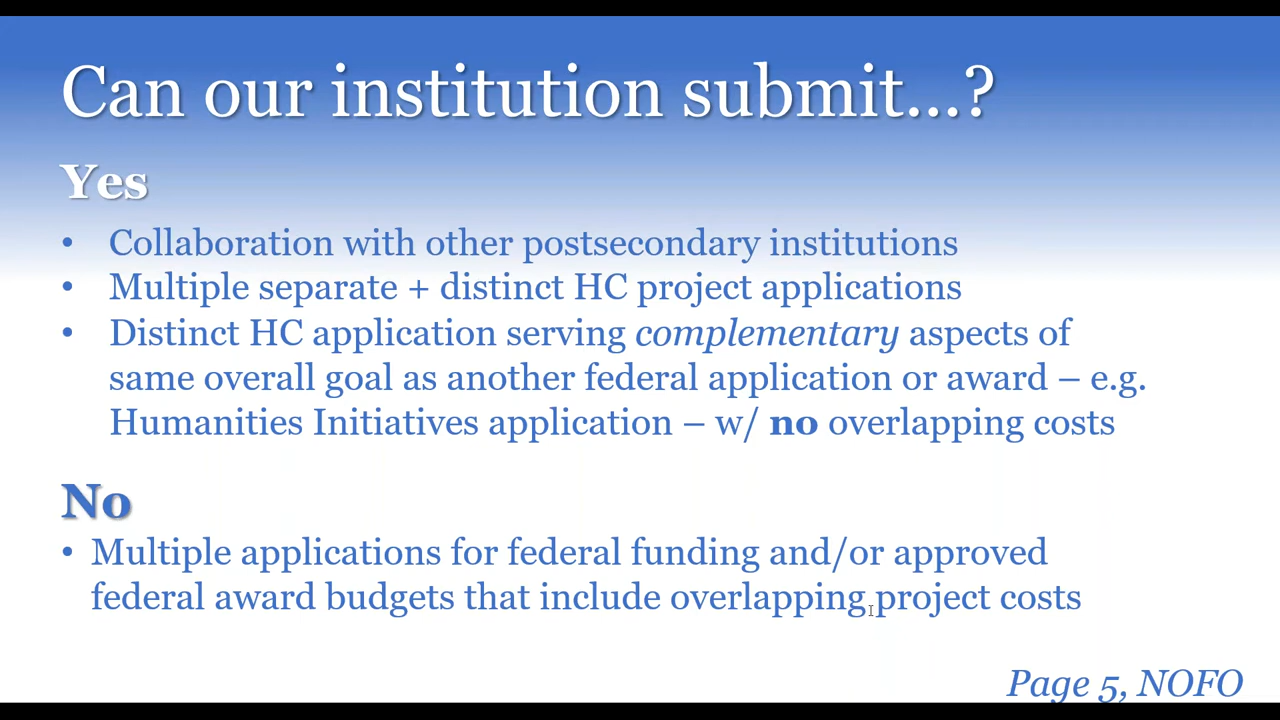 Can our institution submit...?
Yes
• Collaboration with other postsecondary institutions
• Multiple separate + distinct HC project applications
• Distinct HC application serving complementary aspects of
same overall goal as another federal application or award – e.g.
Humanities Initiatives application – w/ no overlapping costs
No
• Multiple applications for federal funding and/or approved
federal award budgets that include overlapping project costs
Page 5, NOFO